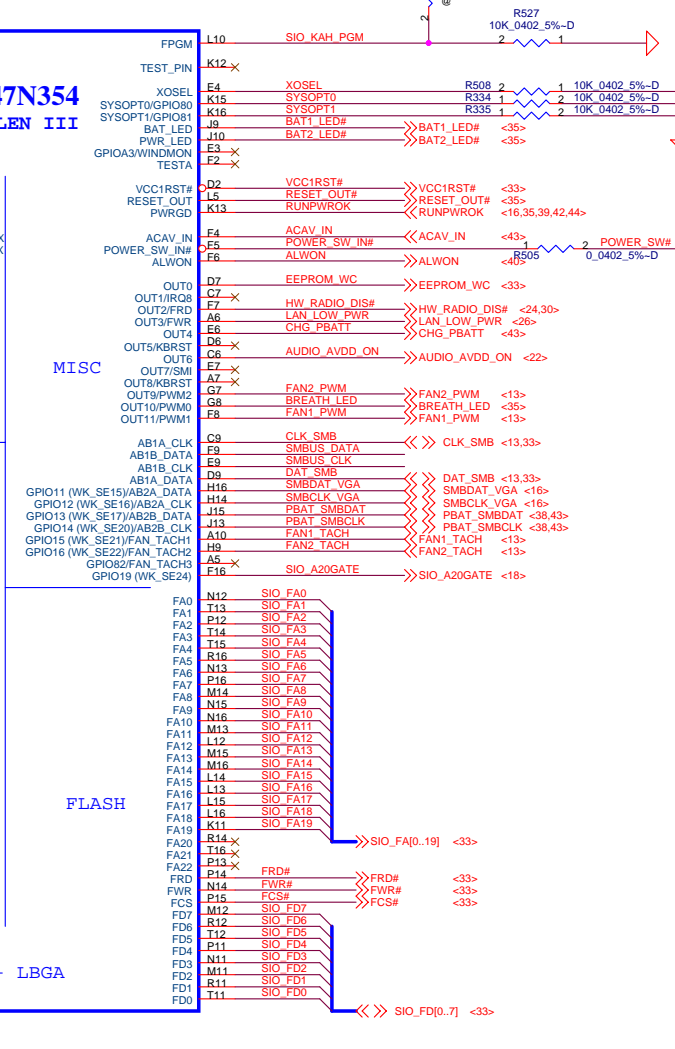 @
2
R527
10K_0402_5%~D
FPGM L10 SIO_KAH_PGM 2 1
TEST_PIN K12
47N354
XOSEL E4 XOSEL R508 2 1 10K_0402_5%~D
SYSOPT0/GPIO80 K15 SYSOPT0 R334 1 2 10K_0402_5%~D
SYSOPT1/GPIO81 K16 SYSOPT1 R335 1 2 10K_0402_5%~D
LEN III
BAT_LED J9 BAT1_LED# BAT1_LED# <35>
PWR_LED J10 BAT2_LED# BAT2_LED# <35>
GPIOA3/WINDMON E3
TESTA F2
VCC1RST# D2 VCC1RST# VCC1RST# <33>
RESET_OUT L5 RESET_OUT# RESET_OUT# <35>
PWRGD K13 RUNPWROK RUNPWROK <16,35,39,42,44>
ACAV_IN F4 ACAV_IN ACAV_IN <43>
POWER_SW_IN# F5 POWER_SW_IN# 1 2 POWER_SW#
ALWON F6 ALWON ALWON <40> R505 0_0402_5%~D
OUT0 D7 EEPROM_WC EEPROM_WC <33>
OUT1/IRQ8 C7
OUT2/FRD F7 HW_RADIO_DIS# HW_RADIO_DIS# <24,30>
OUT3/FWR A6 LAN_LOW_PWR LAN_LOW_PWR <26>
OUT4 E6 CHG_PBATT CHG_PBATT <43>
OUT5/KBRST D6
OUT6 C6 AUDIO_AVDD_ON AUDIO_AVDD_ON <22>
MISC
OUT7/SMI E7
OUT8/KBRST A7
OUT9/PWM2 G7 FAN2_PWM FAN2_PWM <13>
OUT10/PWM0 G8 BREATH_LED BREATH_LED <35>
OUT11/PWM1 F8 FAN1_PWM FAN1_PWM <13>
AB1A_CLK C9 CLK_SMB CLK_SMB <13,33>
AB1B_DATA F9 SMBUS_DATA
AB1B_CLK E9 SMBUS_CLK
AB1A_DATA D9 DAT_SMB DAT_SMB <13,33>
GPIO11 (WK_SE15)/AB2A_DATA H16 SMBDAT_VGA SMBDAT_VGA <16>
GPIO12 (WK_SE16)/AB2A_CLK H14 SMBCLK_VGA SMBCLK_VGA <16>
GPIO13 (WK_SE17)/AB2B_DATA J15 PBAT_SMBDAT PBAT_SMBDAT <38,43>
GPIO14 (WK_SE20)/AB2B_CLK J13 PBAT_SMBCLK PBAT_SMBCLK <38,43>
GPIO15 (WK_SE21)/FAN_TACH1 A10 FAN1_TACH FAN1_TACH <13>
GPIO16 (WK_SE22)/FAN_TACH2 H9 FAN2_TACH FAN2_TACH <13>
GPIO82/FAN_TACH3 A5
GPIO19 (WK_SE24) F16 SIO_A20GATE SIO_A20GATE <18>
FA0 N12 SIO_FA0
FA1 T13 SIO_FA1
FA2 P12 SIO_FA2
FA3 T14 SIO_FA3
FA4 T15 SIO_FA4
FA5 R16 SIO_FA5
FA6 N13 SIO_FA6
FA7 P16 SIO_FA7
FA8 M14 SIO_FA8
FA9 N15 SIO_FA9
FA10 N16 SIO_FA10
FA11 M13 SIO_FA11
FA12 L12 SIO_FA12
FA13 M15 SIO_FA13
FA14 M16 SIO_FA14
FA15 L14 SIO_FA15
FA16 L13 SIO_FA16
FLASH
FA17 L15 SIO_FA17
FA18 L16 SIO_FA18
FA19 K11 SIO_FA19
FA20 R14 SIO_FA[0..19] <33>
FA21 T16
FA22 P13
FRD P14 FRD# FRD# <33>
FWR N14 FWR# FWR# <33>
FCS P15 FCS# FCS# <33>
FD7 M12 SIO_FD7
FD6 R12 SIO_FD6
FD5 T12 SIO_FD5
FD4 P11 SIO_FD4
FD3 N11 SIO_FD3
FD2 M11 SIO_FD2
LBGA
FD1 R11 SIO_FD1
FD0 T11 SIO_FD0
SIO_FD[0..7] <33>